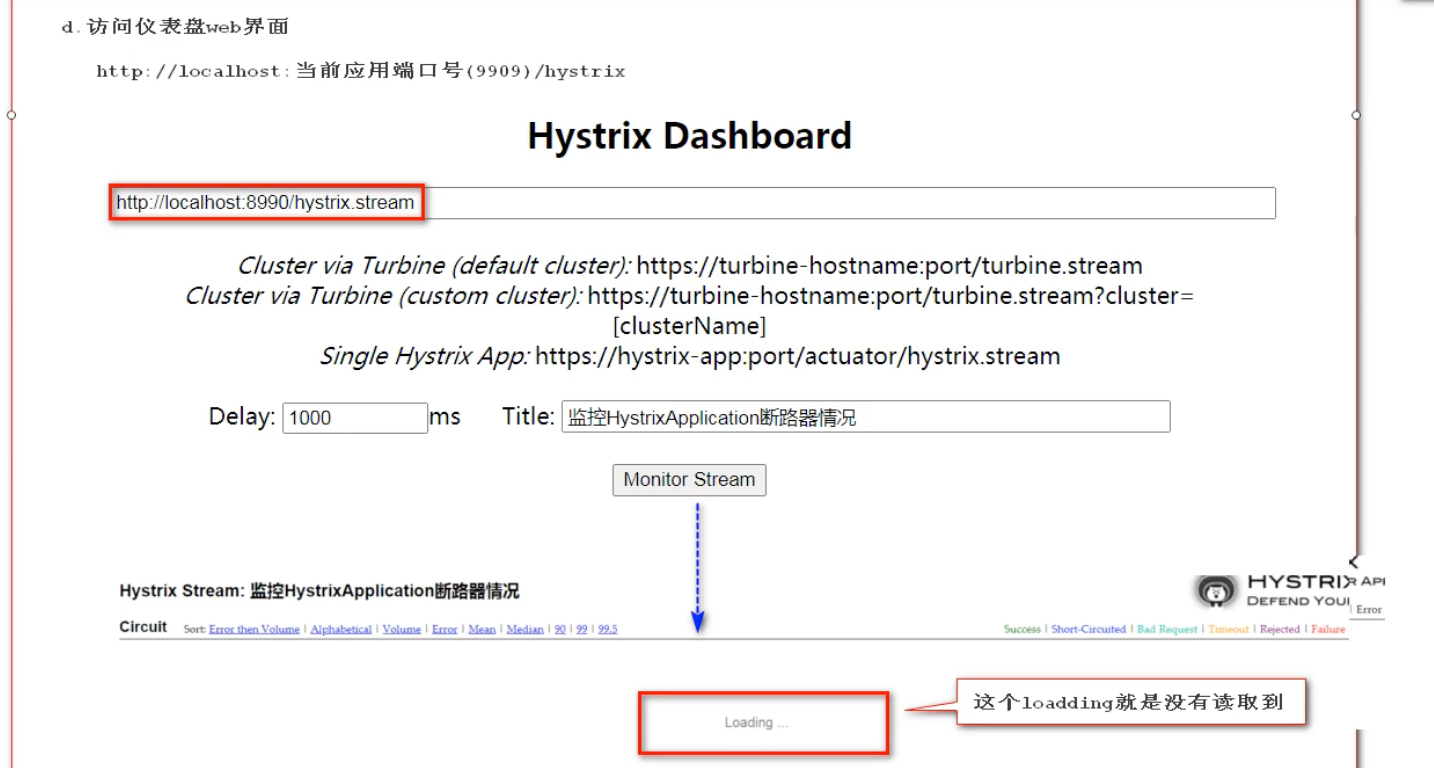 d.访问仪表盘web界面
http://localhost:当前应用端口号(9909)/hystrix
Hystrix Dashboard
http://localhost:8990/hystrix.stream
Cluster via Turbine (default cluster): https://turbine-hostname:port/turbine.stream
Cluster via Turbine (custom cluster): https://turbine-hostname:port/turbine.stream?cluster=
[clusterName]
Single Hystrix App: https://hystrix-app:port/actuator/hystrix.stream
Delay: 1000 ms Title: 监控HystrixApplication断路器情况
Monitor Stream
Hystrix Stream: 监控HystrixApplication断路器情况
HYSTRIX R API
DEFEND YOU
Error
Circuit Sort: Error then Volume | Alphabetical | Volume | Error | Mean | Median | 90 | 99 | 99.5
Success | Short-Circuited | Bad Request | Timeout | Rejected | Failure
Loading ...
这个loadding就是没有读取到